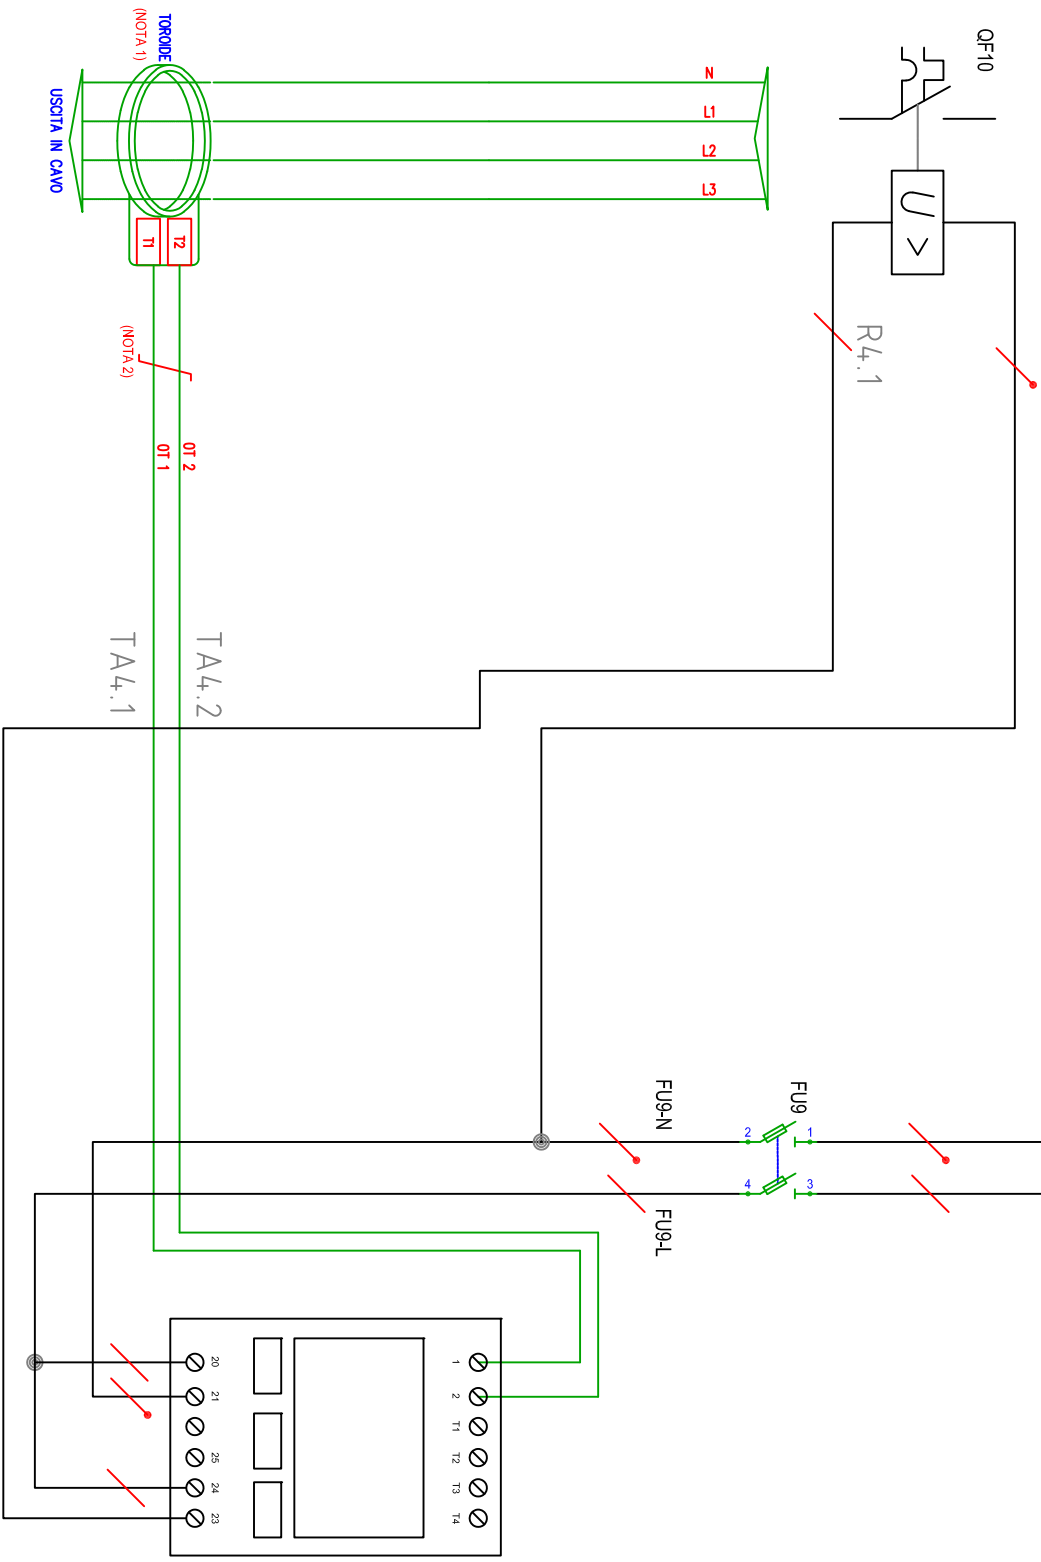 QF10
TOROIDE
(NOTA 1)
N
L1
L2
L3
USCITA IN CAVO
T1
T2
U >
R4.1
(NOTA 2)
OT 2
OT 1
TA4.2
TA4.1
FU9
FU9-N
FU9-L
2
1
4
3
20
21
25
24
23
1
2
T1
T2
T3
T4